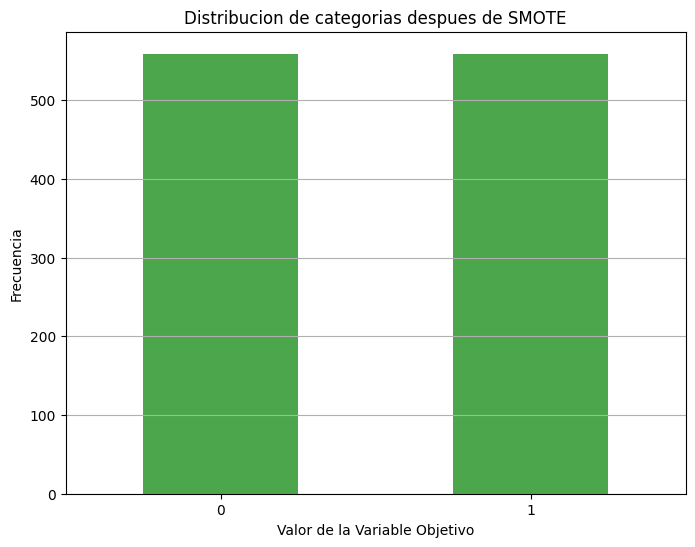 Distribucion de categorias despues de SMOTE
Frecuencia
500
400
300
200
100
0
0 1
Valor de la Variable Objetivo